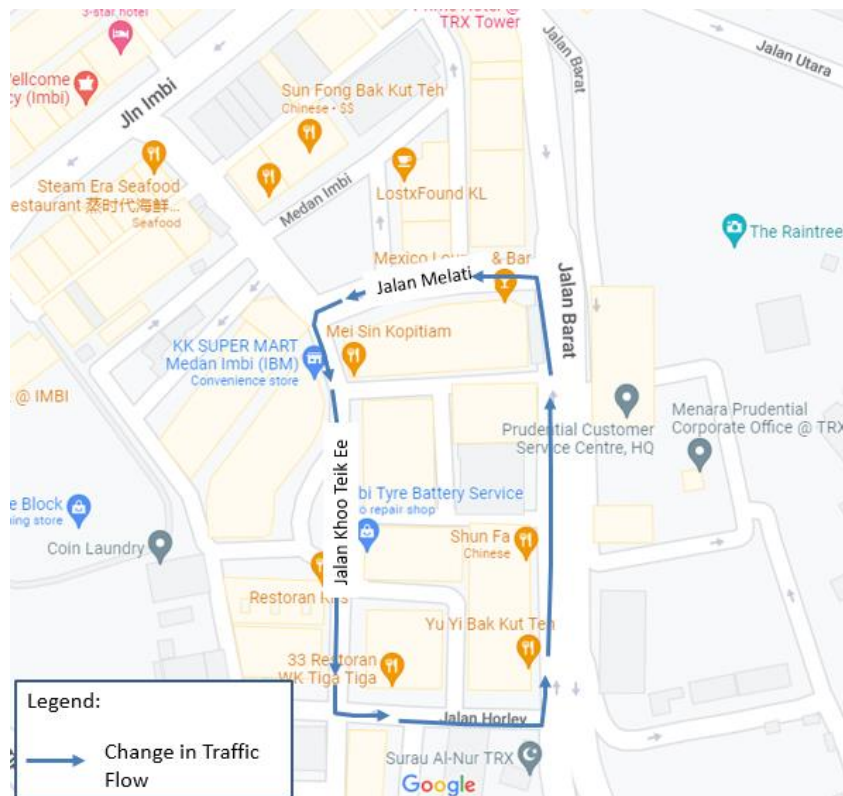 3-star hotel
TRX Tower
Jalan Utara
Jalan Barat
Wellcome
cy (Imbi)
Jln Imbi
Sun Fong Bak Kut Teh
Chinese • $$
Steam Era Seafood
estaurant 蒸时代海鲜...
Seafood
Medan Imbi
LostxFound KL
The Raintree
Mexico Lou
& Bar
Jalan Melati
Jalan Barat
Mei Sin Kopitiam
KK SUPER MART
Medan Imbi (IBM)
Convenience store
@ IMBI
Prudential Customer
Service Centre, HQ
Menara Prudential
Corporate Office @ TRX
Jalan Khoo Teik Ee
bi Tyre Battery Service
o repair shop
e Block
ning store
Coin Laundry
Shun Fa
Chinese
Restoran
Yu Yi Bak Kut Teh
33 Restoran
WK Tiga Tiga
Jalan Horley
Surau Al-Nur TRX
Google
Legend:
Change in Traffic
Flow